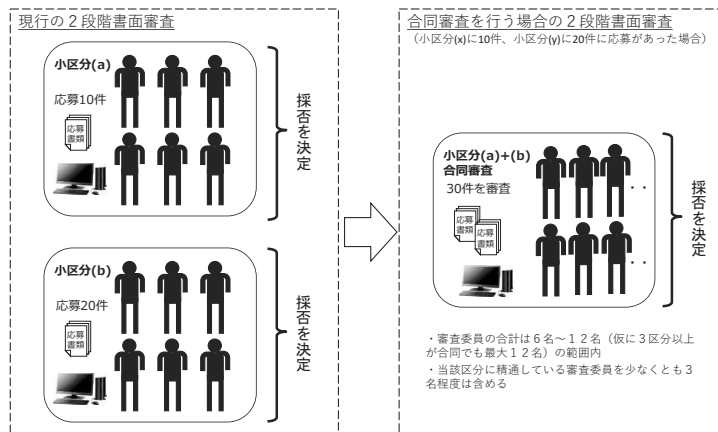 現行の２段階書面審査
小区分(a)
応募10件
応募
書類
採否を決定
小区分(b)
応募20件
応募
書類
採否を決定
合同審査を行う場合の２段階書面審査
（小区分(x)に10件、小区分(y)に20件に応募があった場合）
小区分(a)+(b)
合同審査
30件を審査
応募
書類
応募
書類
・・
・・
採否を決定
・審査委員の合計は６名～１２名（仮に３区分以上
が合同でも最大１２名）の範囲内
・当該区分に精通している審査委員を少なくとも３
名程度は含める